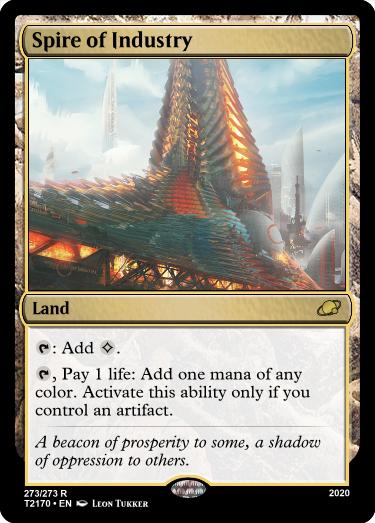 Spire of Industry
Land
: Add .
, Pay 1 life: Add one mana of any
color. Activate this ability only if you
control an artifact.
A beacon of prosperity to some, a shadow
of oppression to others.
273/273 R
2020
T2170 • EN Leon Tukker